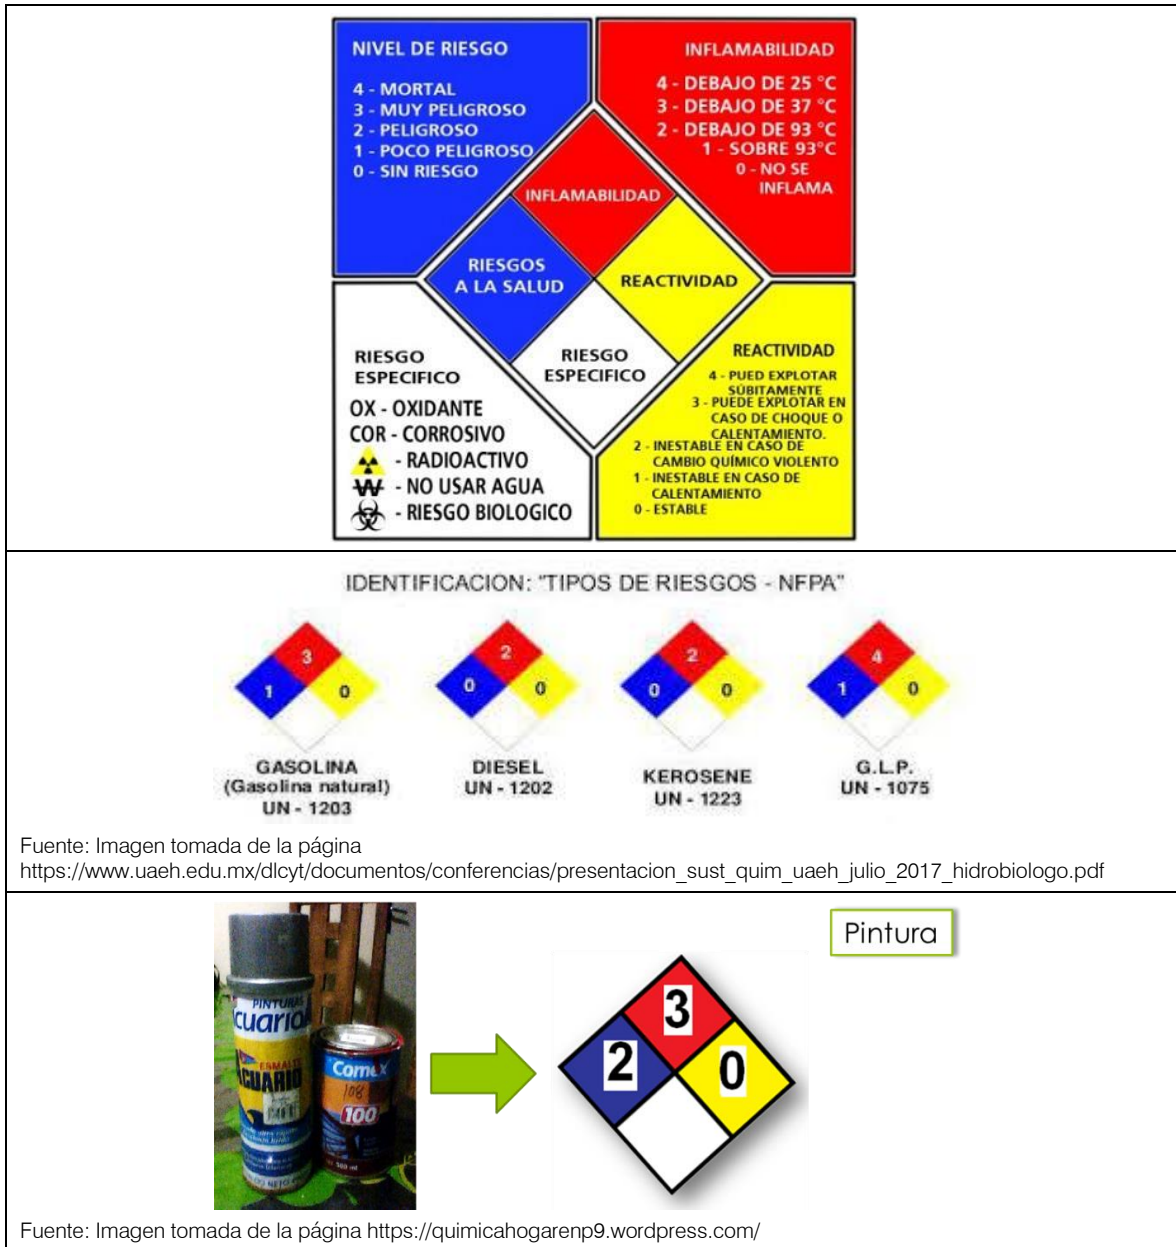 NIVEL DE RIESGO
4 - MORTAL
3 - MUY PELIGROSO
2 - PELIGROSO
1 - POCO PELIGROSO
0 - SIN RIESGO
INFLAMABILIDAD
4 - DEBAJO DE 25 °C
3 - DEBAJO DE 37 °C
2 - DEBAJO DE 93 °C
1 - SOBRE 93°C
0 - NO SE
INFLAMA
INFLAMABILIDAD
RIESGOS
A LA SALUD
REACTIVIDAD
RIESGO
ESPECIFICO
RIESGO
ESPECIFICO
OX - OXIDANTE
COR - CORROSIVO
- RADIOACTIVO
W - NO USAR AGUA
- RIESGO BIOLOGICO
REACTIVIDAD
4 - PUED EXPLOTAR
SÚBITAMENTE
3 - PUEDE EXPLOTAR EN
CASO DE CHOQUE O
CALENTAMIENTO.
2 - INESTABLE EN CASO DE
CAMBIO QUÍMICO VIOLENTO
1 - INESTABLE EN CASO DE
CALENTAMIENTO
0 - ESTABLE
IDENTIFICACION: "TIPOS DE RIESGOS - NFPA"
3
1 0
GASOLINA
(Gasolina natural)
UN - 1203
2
0 0
DIESEL
UN - 1202
2
0 0
KEROSENE
UN - 1223
4
1 0
G.L.P.
UN - 1075
Fuente: Imagen tomada de la página
https://www.uaeh.edu.mx/dlcyt/documentos/conferencias/presentacion_sust_quim_uaeh_julio_2017_hidrobiologo.pdf
Pintura
PINTURAS
ESMALTE
ACUARIO
Comex
108
100
3
2 0
Fuente: Imagen tomada de la página https://quimicahogarenp9.wordpress.com/